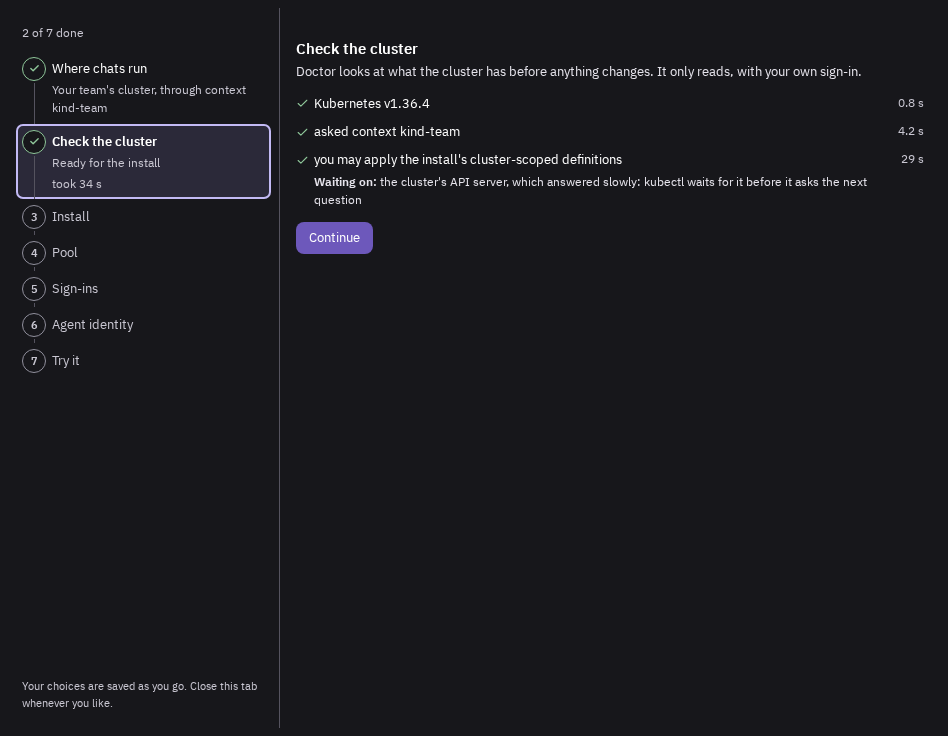 2 of 7 done
Where chats run
Your team's cluster, through context
kind-team
Check the cluster
Ready for the install
took 34 s
3 Install
4 Pool
5 Sign-ins
6 Agent identity
7 Try it
Your choices are saved as you go. Close this tab
whenever you like.
Check the cluster
Doctor looks at what the cluster has before anything changes. It only reads, with your own sign-in.
Kubernetes v1.36.4 0.8 s
asked context kind-team 4.2 s
you may apply the install's cluster-scoped definitions 29 s
Waiting on: the cluster's API server, which answered slowly: kubectl waits for it before it asks the next
question
Continue